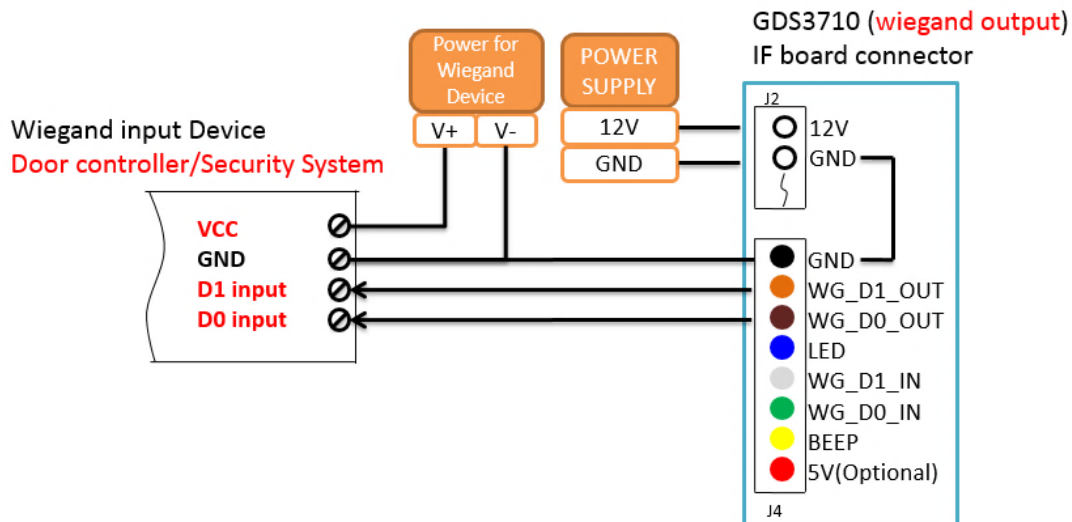 GDS3710 (wiegand output)
IF board connector
Power for
Wiegand
Device
V+
V-
POWER
SUPPLY
12V
GND
J2
12V
GND
Wiegand input Device
Door controller/Security System
VCC
GND
D1 input
D0 input
GND
WG_D1_OUT
WG_D0_OUT
LED
WG_D1_IN
WG_D0_IN
BEEP
5V(Optional)
J4